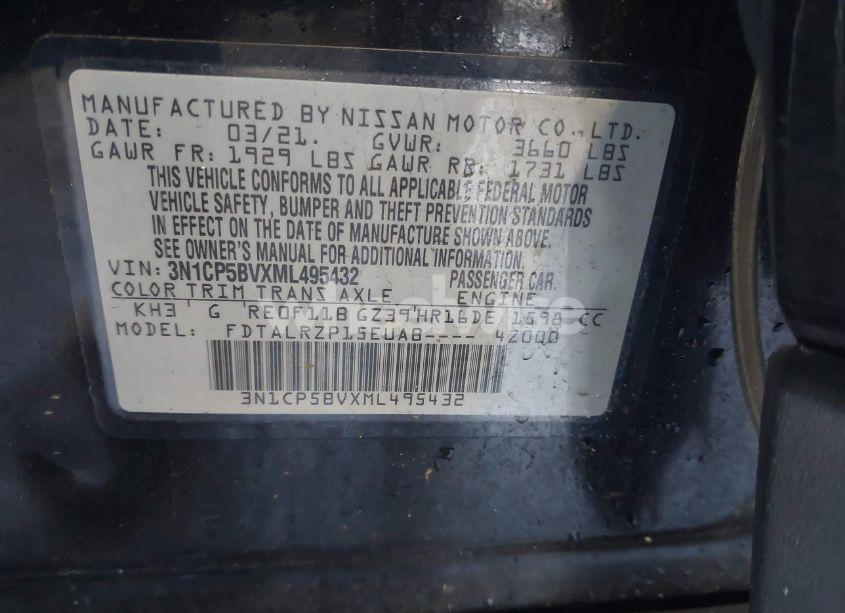 MANUFACTURED BY NISSAN MOTOR CO., LTD.
DATE: 03/21. GVWR: 3660 LBS
GAWR FR: 1929 LBS GAWR RR: 1731 LBS
THIS VEHICLE CONFORMS TO ALL APPLICABLE FEDERAL MOTOR
VEHICLE SAFETY, BUMPER AND THEFT PREVENTION STANDARDS
IN EFFECT ON THE DATE OF MANUFACTURE SHOWN ABOVE.
SEE OWNER'S MANUAL FOR ADDITIONAL INFORMATION.
VIN: 3N1CP5BVXML495432 PASSENGER CAR.
COLOR TRIM TRANS AXLE ENGINE
KH3 G RE0F11B GZ39 HR16DE 1598 CC
MODEL: FDTALRZP15EUAB---- 4Z00D
3N1CP5BVXML495432